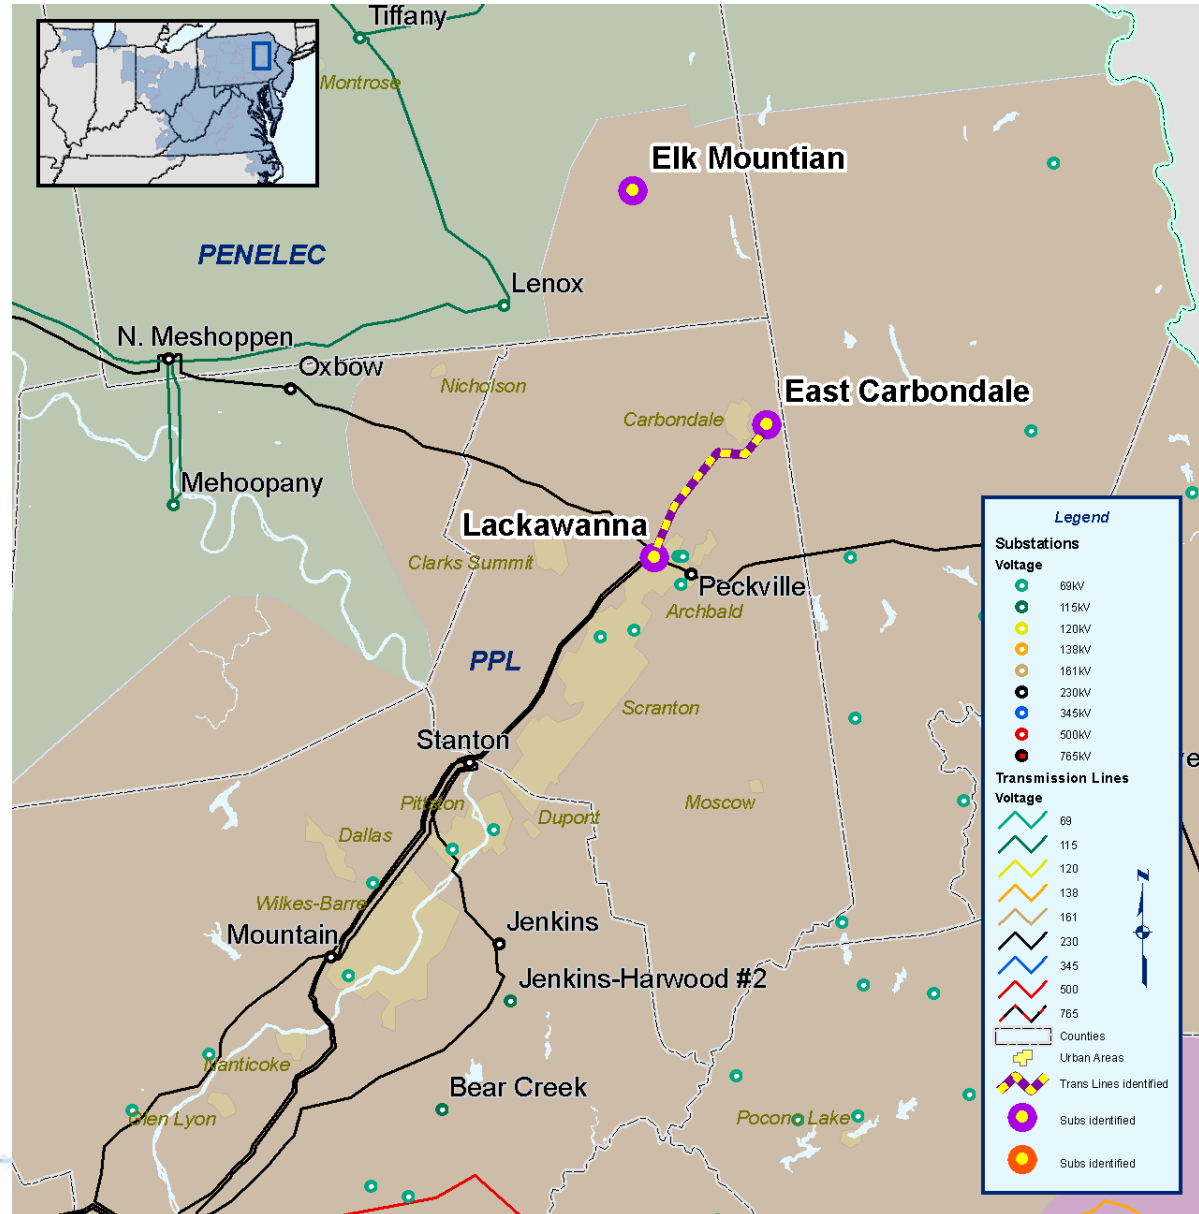 Tiffany
Montrose
Elk Mountian
PENELEC
Lenox
N. Meshoppen
Oxbow
Nicholson
East Carbondale
Carbondale
Mehoopany
Lackawanna
Clarks Summit
Peckville
Archbald
PPL
Scranton
Stanton
Pittston
Moscow
Dupont
Dallas
Wilkes-Barre
Jenkins
Mountain
Jenkins-Harwood #2
Nanticoke
Bear Creek
Glen Lyon
Pocono Lake
Legend
Substations
Voltage
69kV
115kV
120kV
138kV
161kV
230kV
345kV
500kV
765kV
Transmission Lines
Voltage
69
115
120
138
161
230
345
500
765
Counties
Urban Areas
Trans Lines identified
Subs identified
Subs identified
N